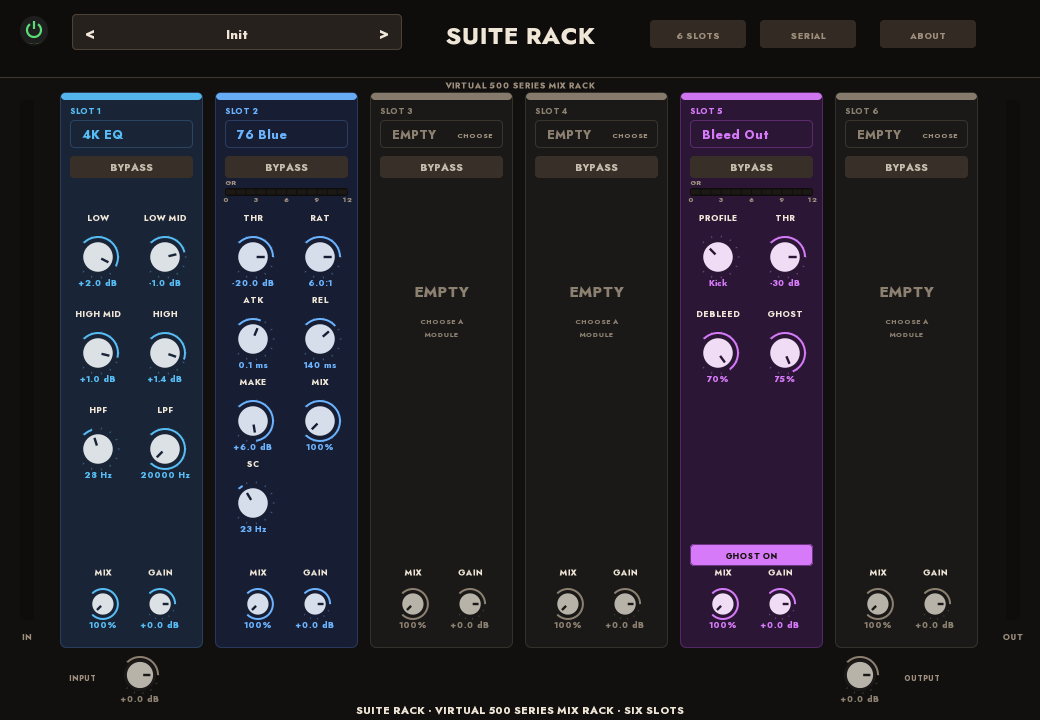 < Init >
SUITE RACK
6 SLOTS
SERIAL
ABOUT
VIRTUAL 500 SERIES MIX RACK
SLOT 1
4K EQ
BYPASS
LOW LOW MID
+2.0 dB -1.0 dB
HIGH MID HIGH
+1.0 dB +1.4 dB
HPF LPF
28 Hz 20000 Hz
MIX GAIN
100% +0.0 dB
SLOT 2
76 Blue
BYPASS
GR
0 3 6 9 12
THR RAT
-20.0 dB 6.0:1
ATK REL
0.1 ms 140 ms
MAKE MIX
+6.0 dB 100%
SC
23 Hz
MIX GAIN
100% +0.0 dB
SLOT 3
EMPTY CHOOSE
BYPASS
EMPTY
CHOOSE A
MODULE
MIX GAIN
100% +0.0 dB
SLOT 4
EMPTY CHOOSE
BYPASS
EMPTY
CHOOSE A
MODULE
MIX GAIN
100% +0.0 dB
SLOT 5
Bleed Out
BYPASS
GR
0 3 6 9 12
PROFILE THR
Kick -30 dB
DEBLEED GHOST
70% 75%
GHOST ON
MIX GAIN
100% +0.0 dB
SLOT 6
EMPTY CHOOSE
BYPASS
EMPTY
CHOOSE A
MODULE
MIX GAIN
100% +0.0 dB
IN
OUT
INPUT
+0.0 dB
OUTPUT
+0.0 dB
SUITE RACK · VIRTUAL 500 SERIES MIX RACK · SIX SLOTS